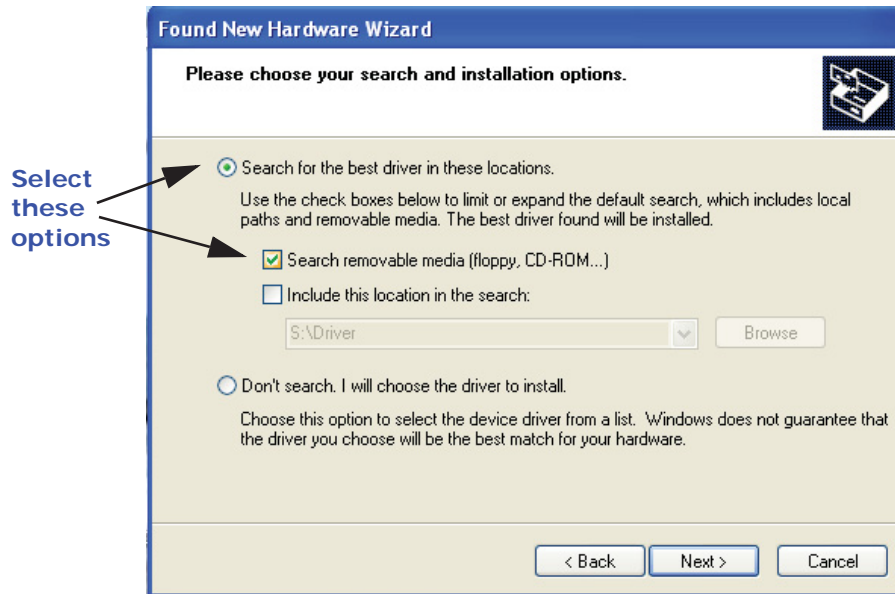 Found New Hardware Wizard
Please choose your search and installation options.
Select
these
options
Search for the best driver in these locations.
Use the check boxes below to limit or expand the default search, which includes local
paths and removable media. The best driver found will be installed.
Search removable media (floppy, CD-ROM...)
Include this location in the search:
S:\Driver
Browse
Don't search. I will choose the driver to install.
Choose this option to select the device driver from a list. Windows does not guarantee that
the driver you choose will be the best match for your hardware.
< Back
Next >
Cancel